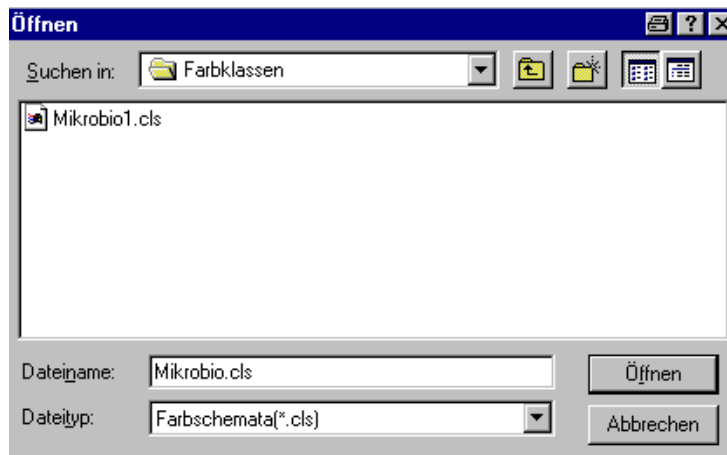 Öffnen
Suchen in: Farbklassen
Mikrobio1.cls
Dateiname: Mikrobio.cls Öffnen
Dateityp: Farbschemata(*.cls) Abbrechen